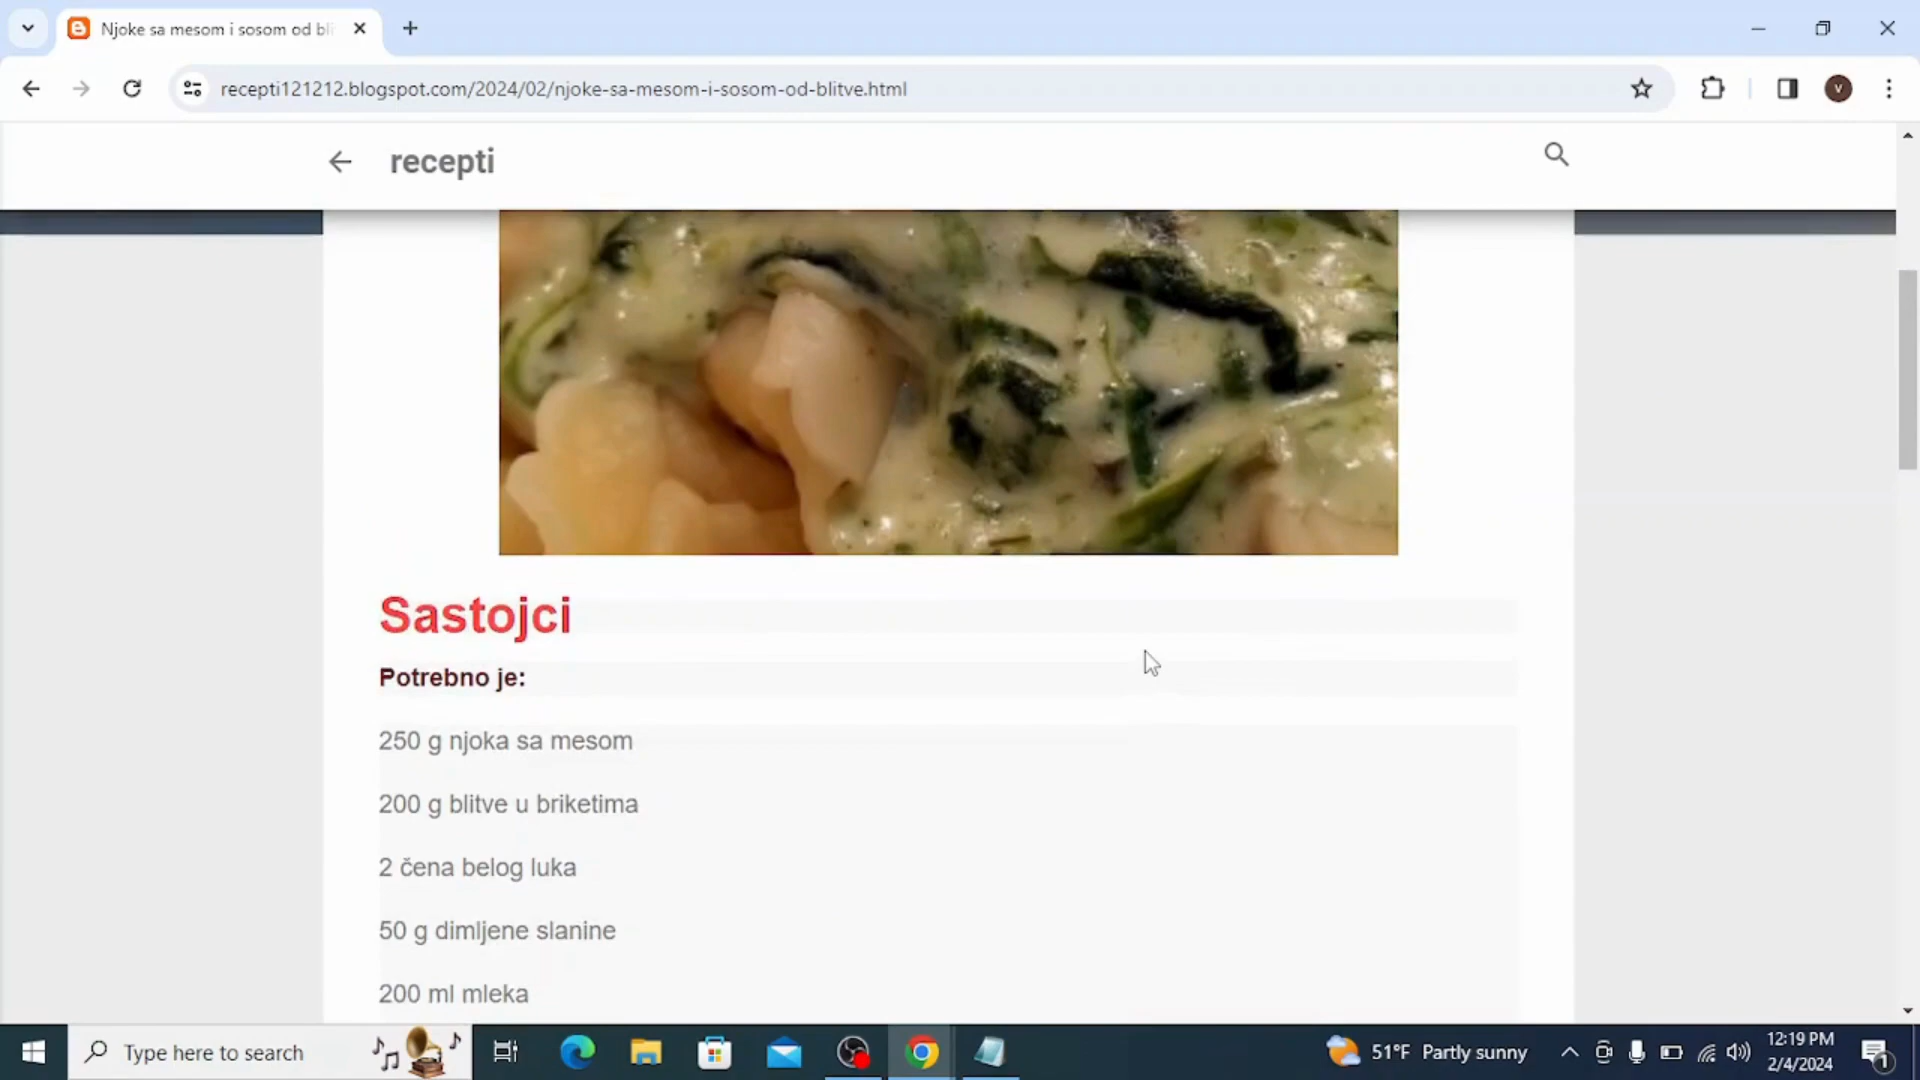 Njoke sa mesom i sosom od bli
recepti121212.blogspot.com/2024/02/njoke-sa-mesom-i-sosom-od-blitve.html
V
recepti
Sastojci
Potrebno je:
250 g njoka sa mesom
200 g blitve u briketima
2 čena belog luka
50 g dimljene slanine
200 ml mleka
Type here to search
51°F Partly sunny
12:19 PM
2/4/2024
1